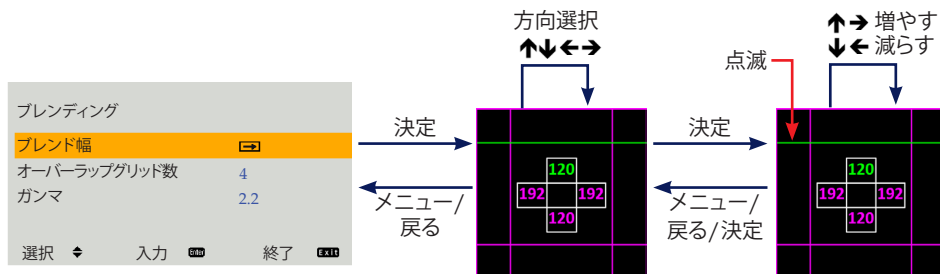 方向選択
↑↓←→
↑→ 増やす
↓← 減らす
点滅
ブレンディング
ブレンド幅
オーバーラップグリッド数 4
ガンマ 2.2
選択 入力 Enter 終了 Exit
決定
メニュー/
戻る
120
192 192
120
決定
メニュー/
戻る/決定
120
192 192
120